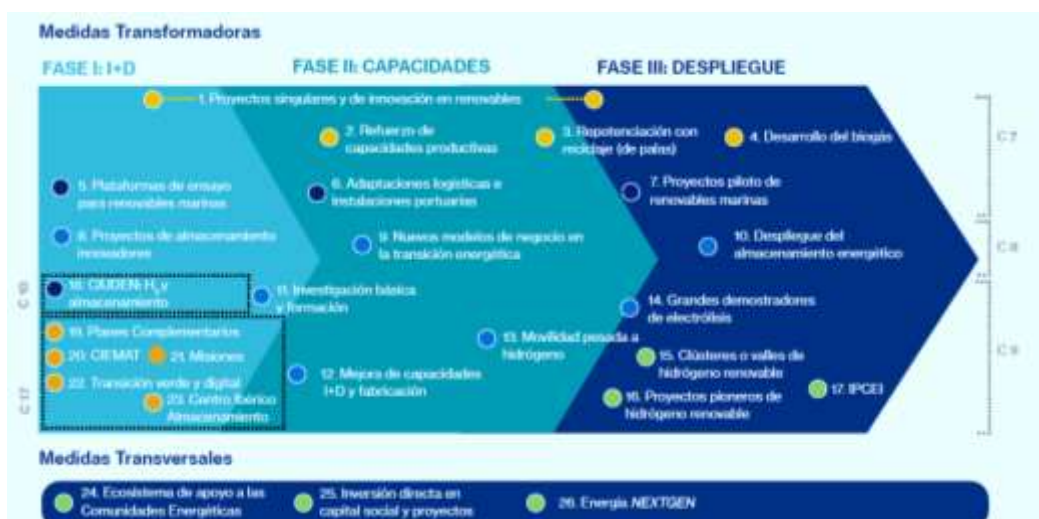 Medidas Transformadoras
FASE I: I+D
FASE II: CAPACIDADES
FASE III: DESPLIEGUE
1. Proyectos singulares y de innovación en renovables
2. Refuerzo de
capacidades productivas
3. Repotenciación con
reciclaje (de palas)
4. Desarrollo del biogás
C 7
5. Plataformas de ensayo
para renovables marinas
6. Adaptaciones logísticas e
instalaciones portuarias
7. Proyectos piloto de
renovables marinas
8. Proyectos de almacenamiento
innovadores
9. Nuevos modelos de negocio en
la transición energética
10. Despliegue del
almacenamiento energético
C 8
18. CIUDEN: H2 y
almacenamiento
11. Investigación básica
y formación
14. Grandes demostradores
de electrólisis
19. Planes Complementarios
20. CIEMAT
21. Misiones
13. Movilidad pesada a
hidrógeno
15. Clústeres o valles de
hidrógeno renovable
C 9
22. Transición verde y digital
12. Mejora de capacidades
I+D y fabricación
17. IPCEI
C 17
23. Centro Ibérico
Almacenamiento
16. Proyectos pioneros de
hidrógeno renovable
Medidas Transversales
24. Ecosistema de apoyo a las
Comunidades Energéticas
25. Inversión directa en
capital social y proyectos
26. Energía NEXTGEN